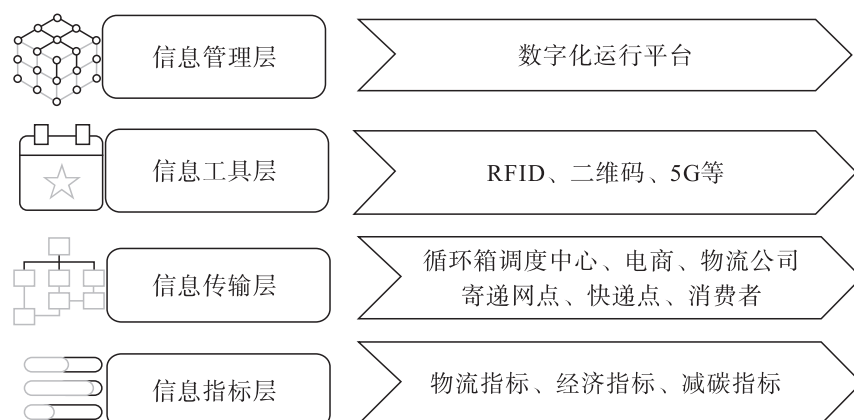 信息管理层
数字化运行平台
信息工具层
RFID、二维码、5G等
信息传输层
循环箱调度中心、电商、物流公司
寄递网点、快递点、消费者
信息指标层
物流指标、经济指标、减碳指标